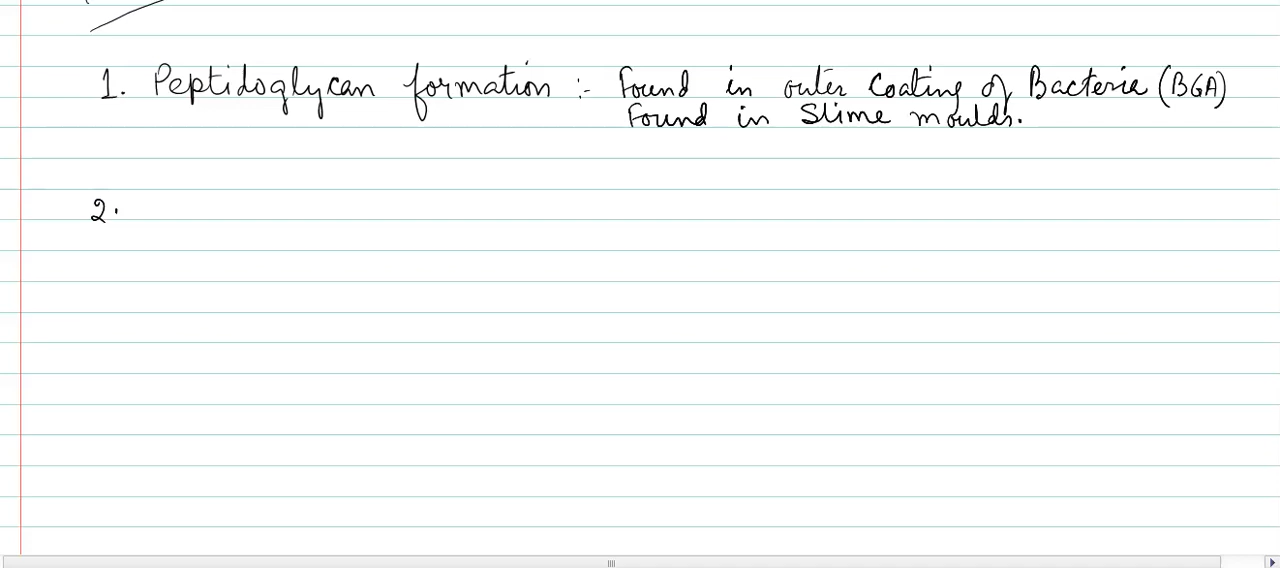 1. Peptidoglycan formation :- Found in outer Coating of Bacteria (BGA)
Found in Slime moulds.
2.